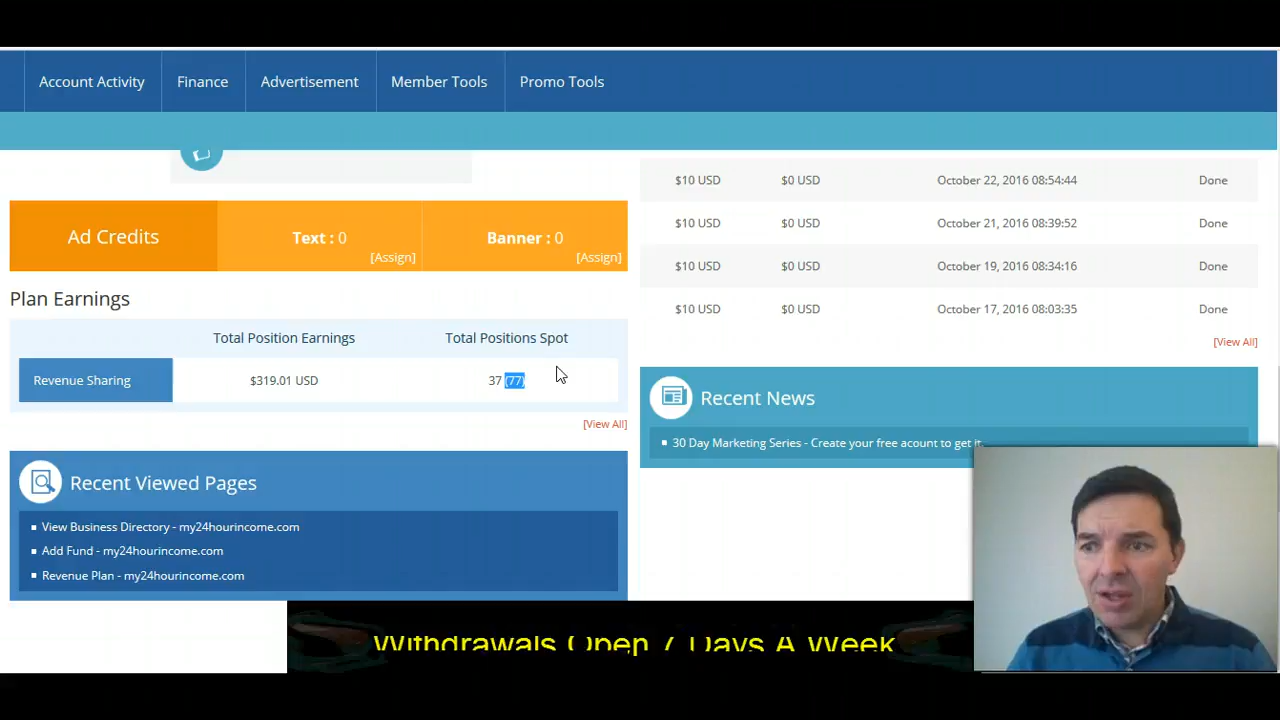 Account Activity Finance Advertisement Member Tools Promo Tools
Ad Credits Text : 0 [Assign] Banner : 0 [Assign]
Plan Earnings
Total Position Earnings Total Positions Spot
Revenue Sharing $319.01 USD 37 (77)
[View All]
Recent Viewed Pages
View Business Directory - my24hourincome.com
Add Fund - my24hourincome.com
Revenue Plan - my24hourincome.com
$10 USD $0 USD October 22, 2016 08:54:44 Done
$10 USD $0 USD October 21, 2016 08:39:52 Done
$10 USD $0 USD October 19, 2016 08:34:16 Done
$10 USD $0 USD October 17, 2016 08:03:35 Done
[View All]
Recent News
30 Day Marketing Series - Create your free acount to get it.
Withdrawals Open 7 Days A Week